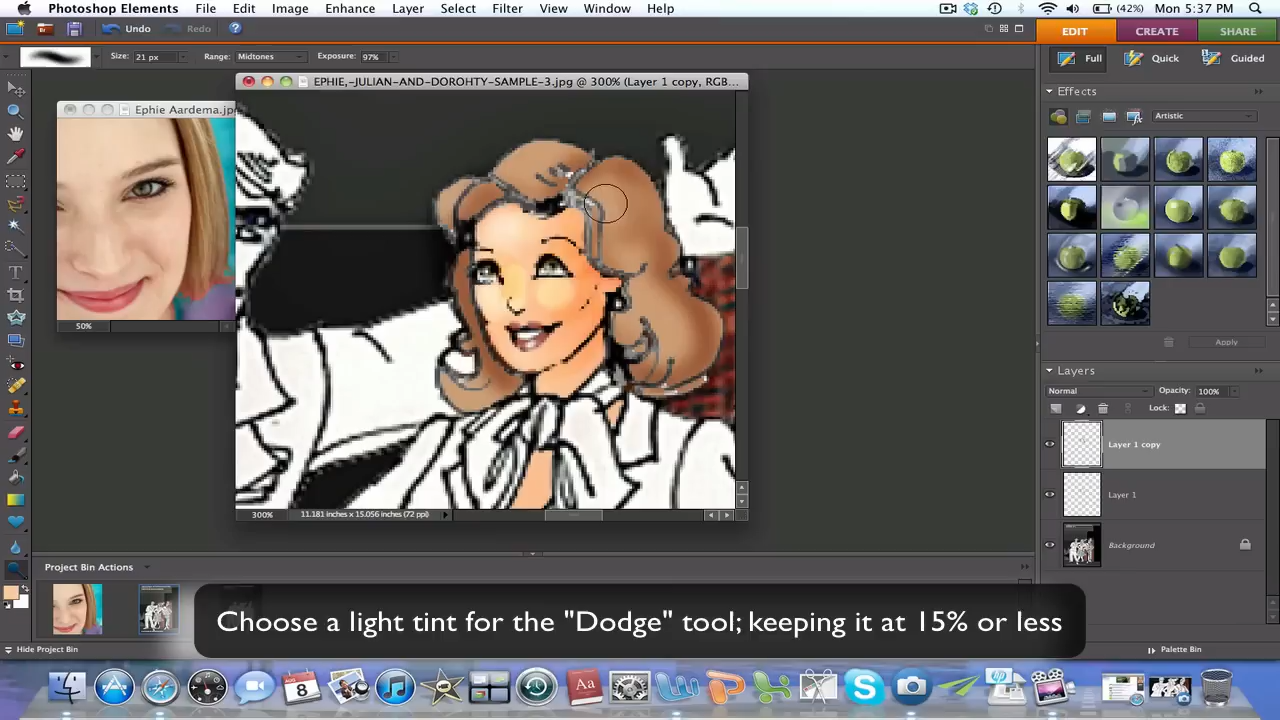 Photoshop Elements File Edit Image Enhance Layer Select Filter View Window Help (42%) Mon 5:37 PM
Undo Redo EDIT CREATE SHARE
Size: 21 px Range: Midtones Exposure: 97% Full Quick Guided
EPHIE,-JULIAN-AND-DOROHTY-SAMPLE-3.jpg @ 300% (Layer 1 copy, RGB...
Effects
Ephie Aardema.jp
Artistic
50%
Apply
Layers
Normal Opacity: 100%
Lock:
Layer 1 copy
Layer 1
300% 11.181 inches x 15.056 inches (72 ppi)
Background
Project Bin Actions
Choose a light tint for the "Dodge" tool; keeping it at 15% or less
Hide Project Bin Palette Bin
AUG
8
Aa